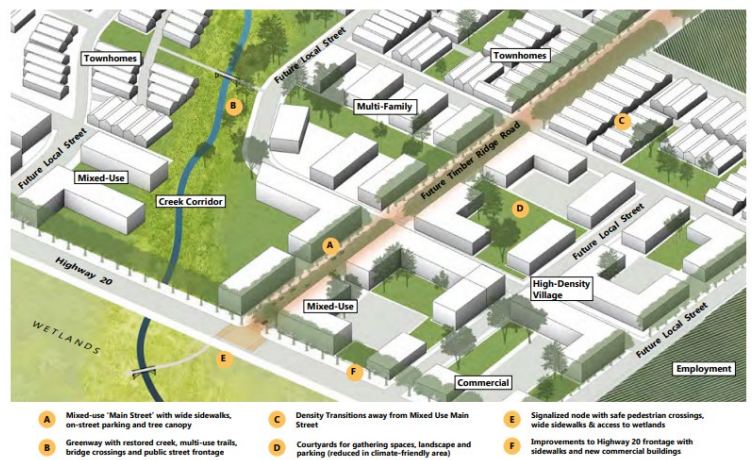 Townhomes
Future Local Street
Townhomes
B
Multi-Family
C
Future Local Street
Future Timber Ridge Road
Mixed-Use
Creek Corridor
D
A
Future Local Street
Highway 20
High-Density
Village
Mixed-Use
WETLANDS
Future Local Street
E
F
Commercial
Employment
A Mixed-use 'Main Street' with wide sidewalks,
on-street parking and tree canopy
B Greenway with restored creek, multi-use trails,
bridge crossings and public street frontage
C Density Transitions away from Mixed Use Main
Street
D Courtyards for gathering spaces, landscape and
parking (reduced in climate-friendly area)
E Signalized node with safe pedestrian crossings,
wide sidewalks & access to wetlands
F Improvements to Highway 20 frontage with
sidewalks and new commercial buildings